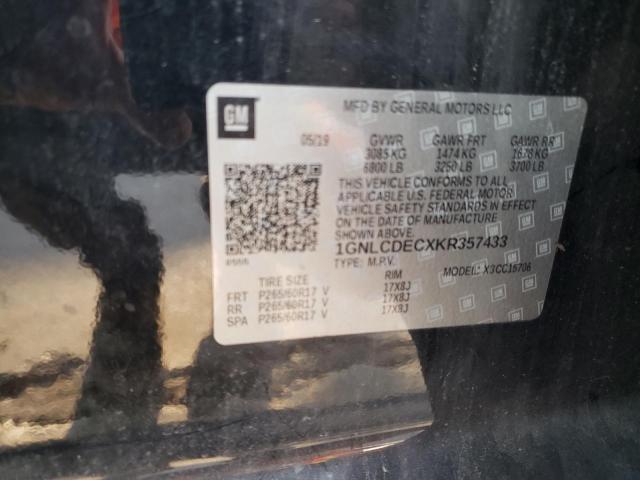 GM
MFD BY GENERAL MOTORS LLC
05/19 GVWR GAWR FRT GAWR RR
3085 KG 1474 KG 1678 KG
6800 LB 3250 LB 3700 LB
THIS VEHICLE CONFORMS TO ALL
APPLICABLE U.S. FEDERAL MOTOR
VEHICLE SAFETY STANDARDS IN EFFECT
ON THE DATE OF MANUFACTURE
SHOWN ABOVE.
1GNLCDECXKR357433
TYPE: M.P.V. MODEL: X3CC15706
TIRE SIZE RIM
FRT P265/60R17 V 17X8J
RR P265/60R17 V 17X8J
SPA P265/60R17 V 17X8J